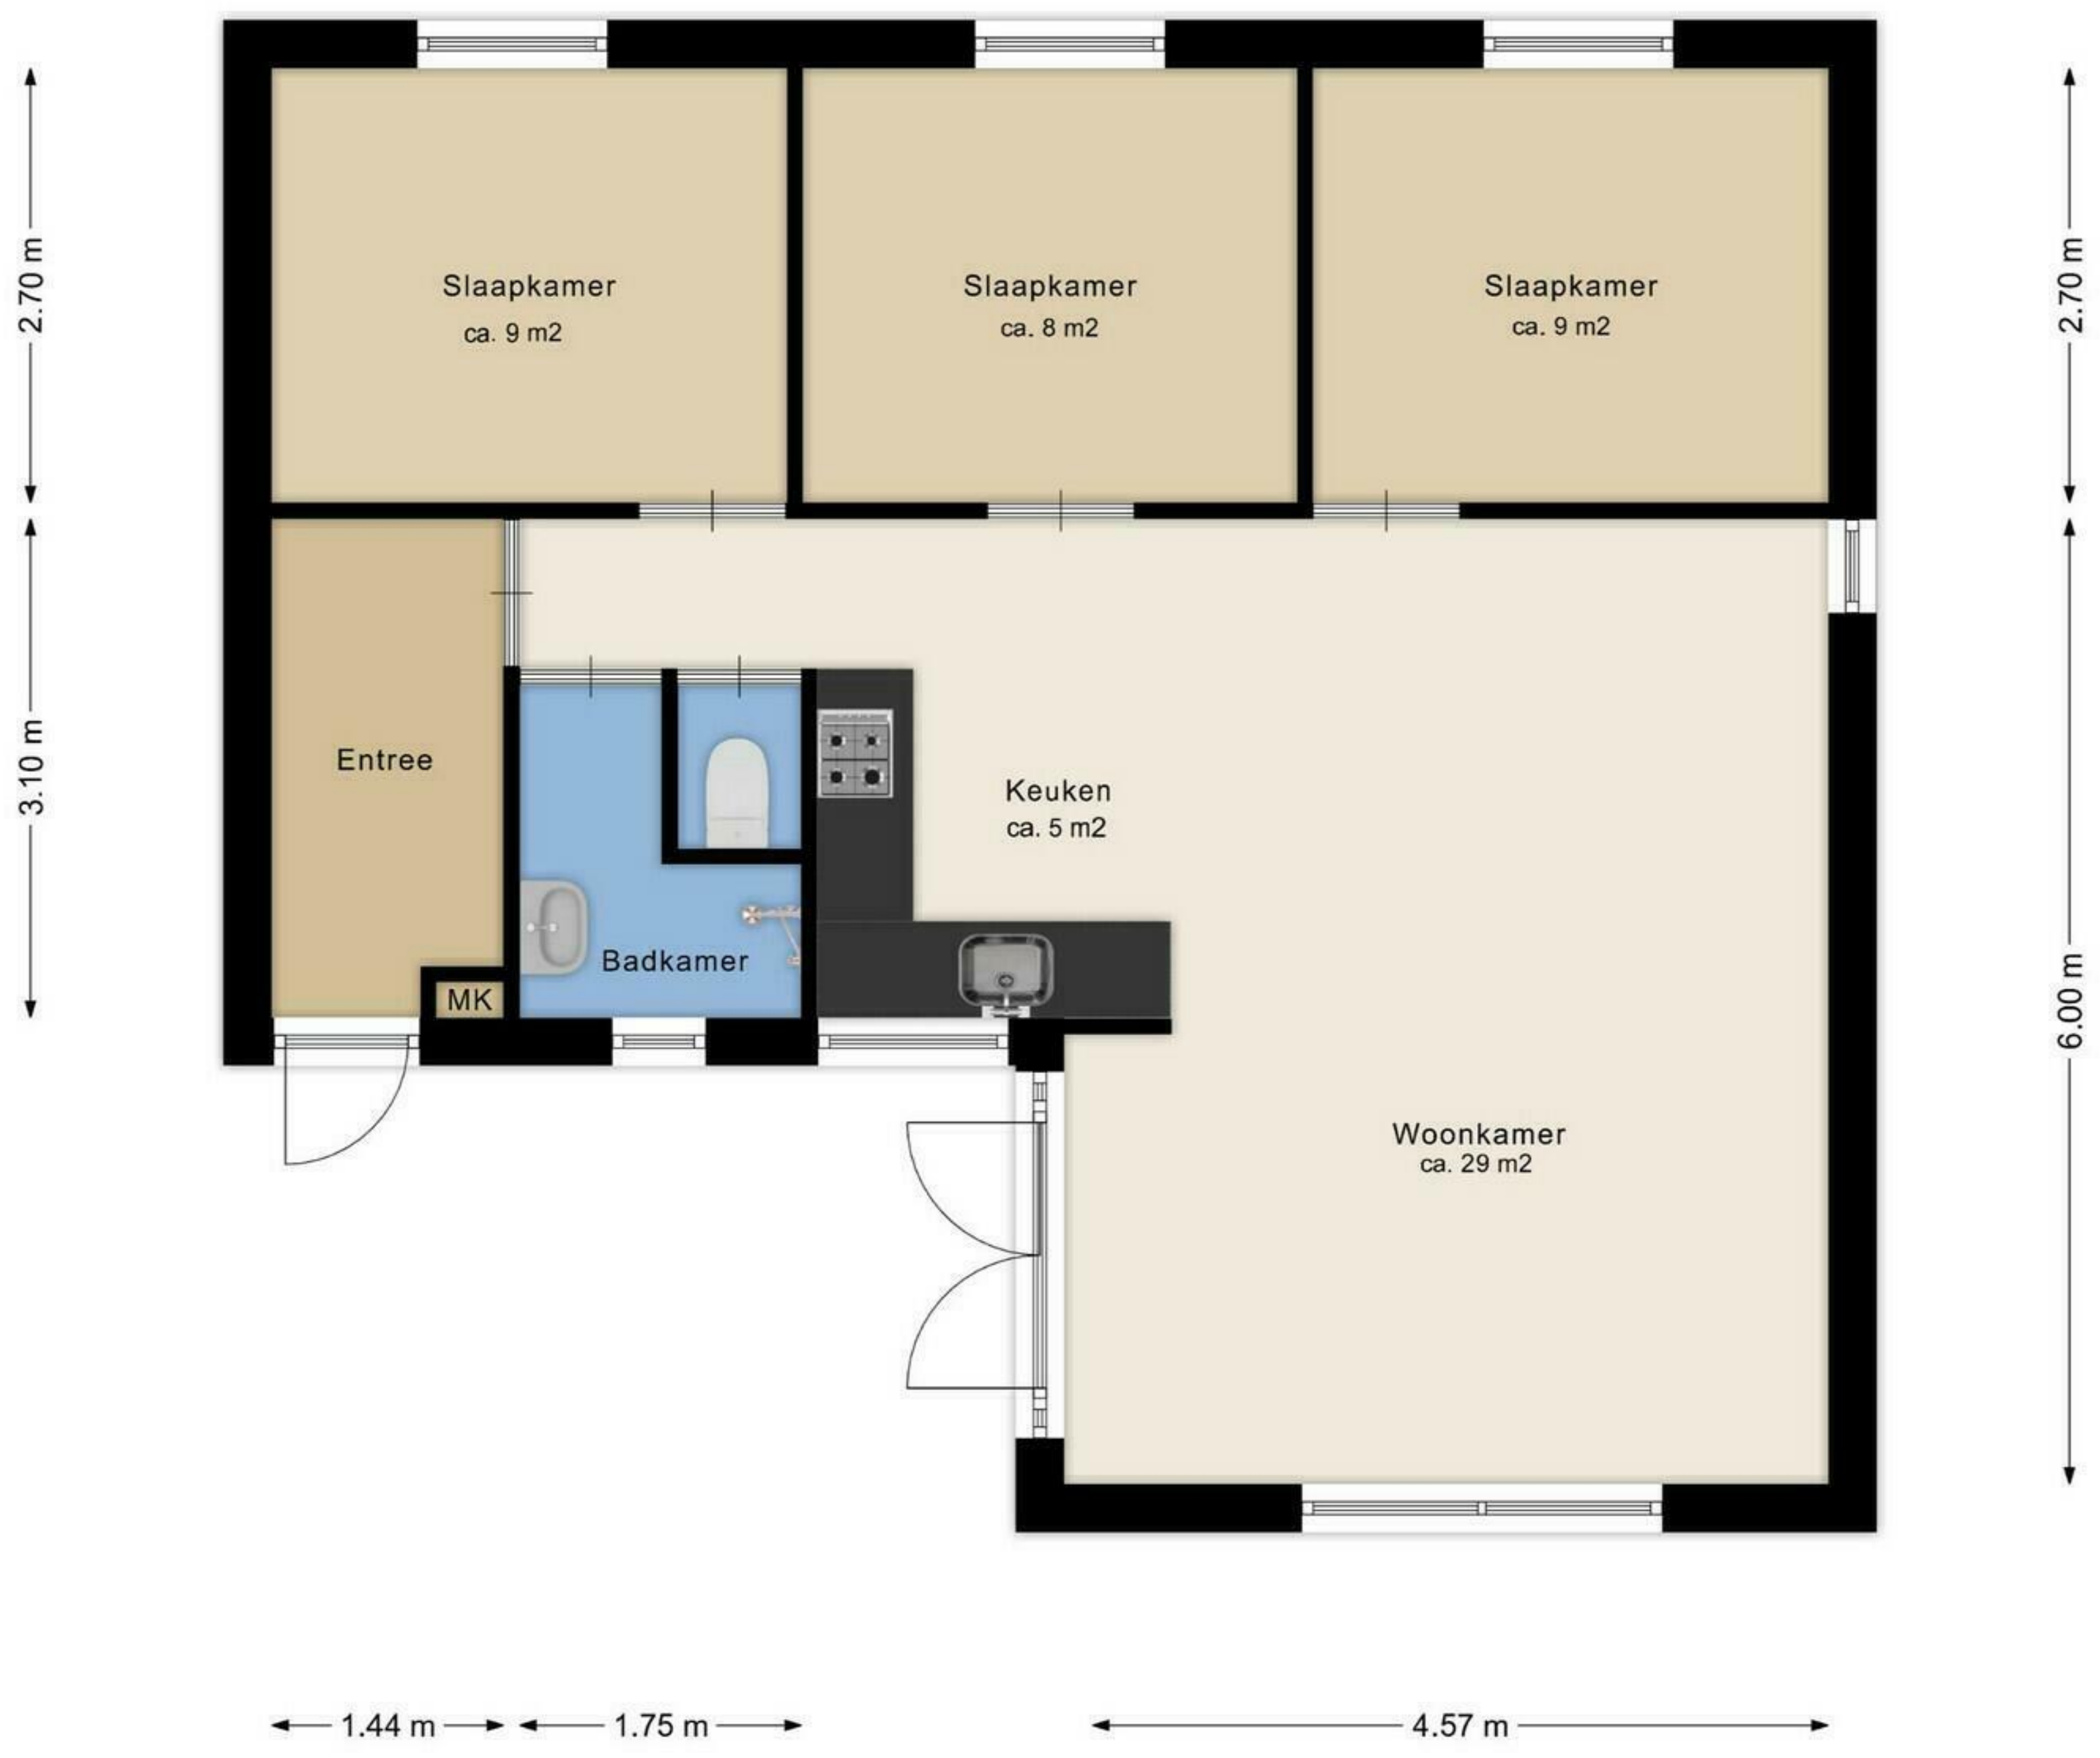 Slaapkamer
ca. 9 m2
Slaapkamer
ca. 8 m2
Slaapkamer
ca. 9 m2
2.70 m
2.70 m
Entree
3.10 m
Keuken
ca. 5 m2
Badkamer
MK
6.00 m
Woonkamer
ca. 29 m2
1.44 m
1.75 m
4.57 m